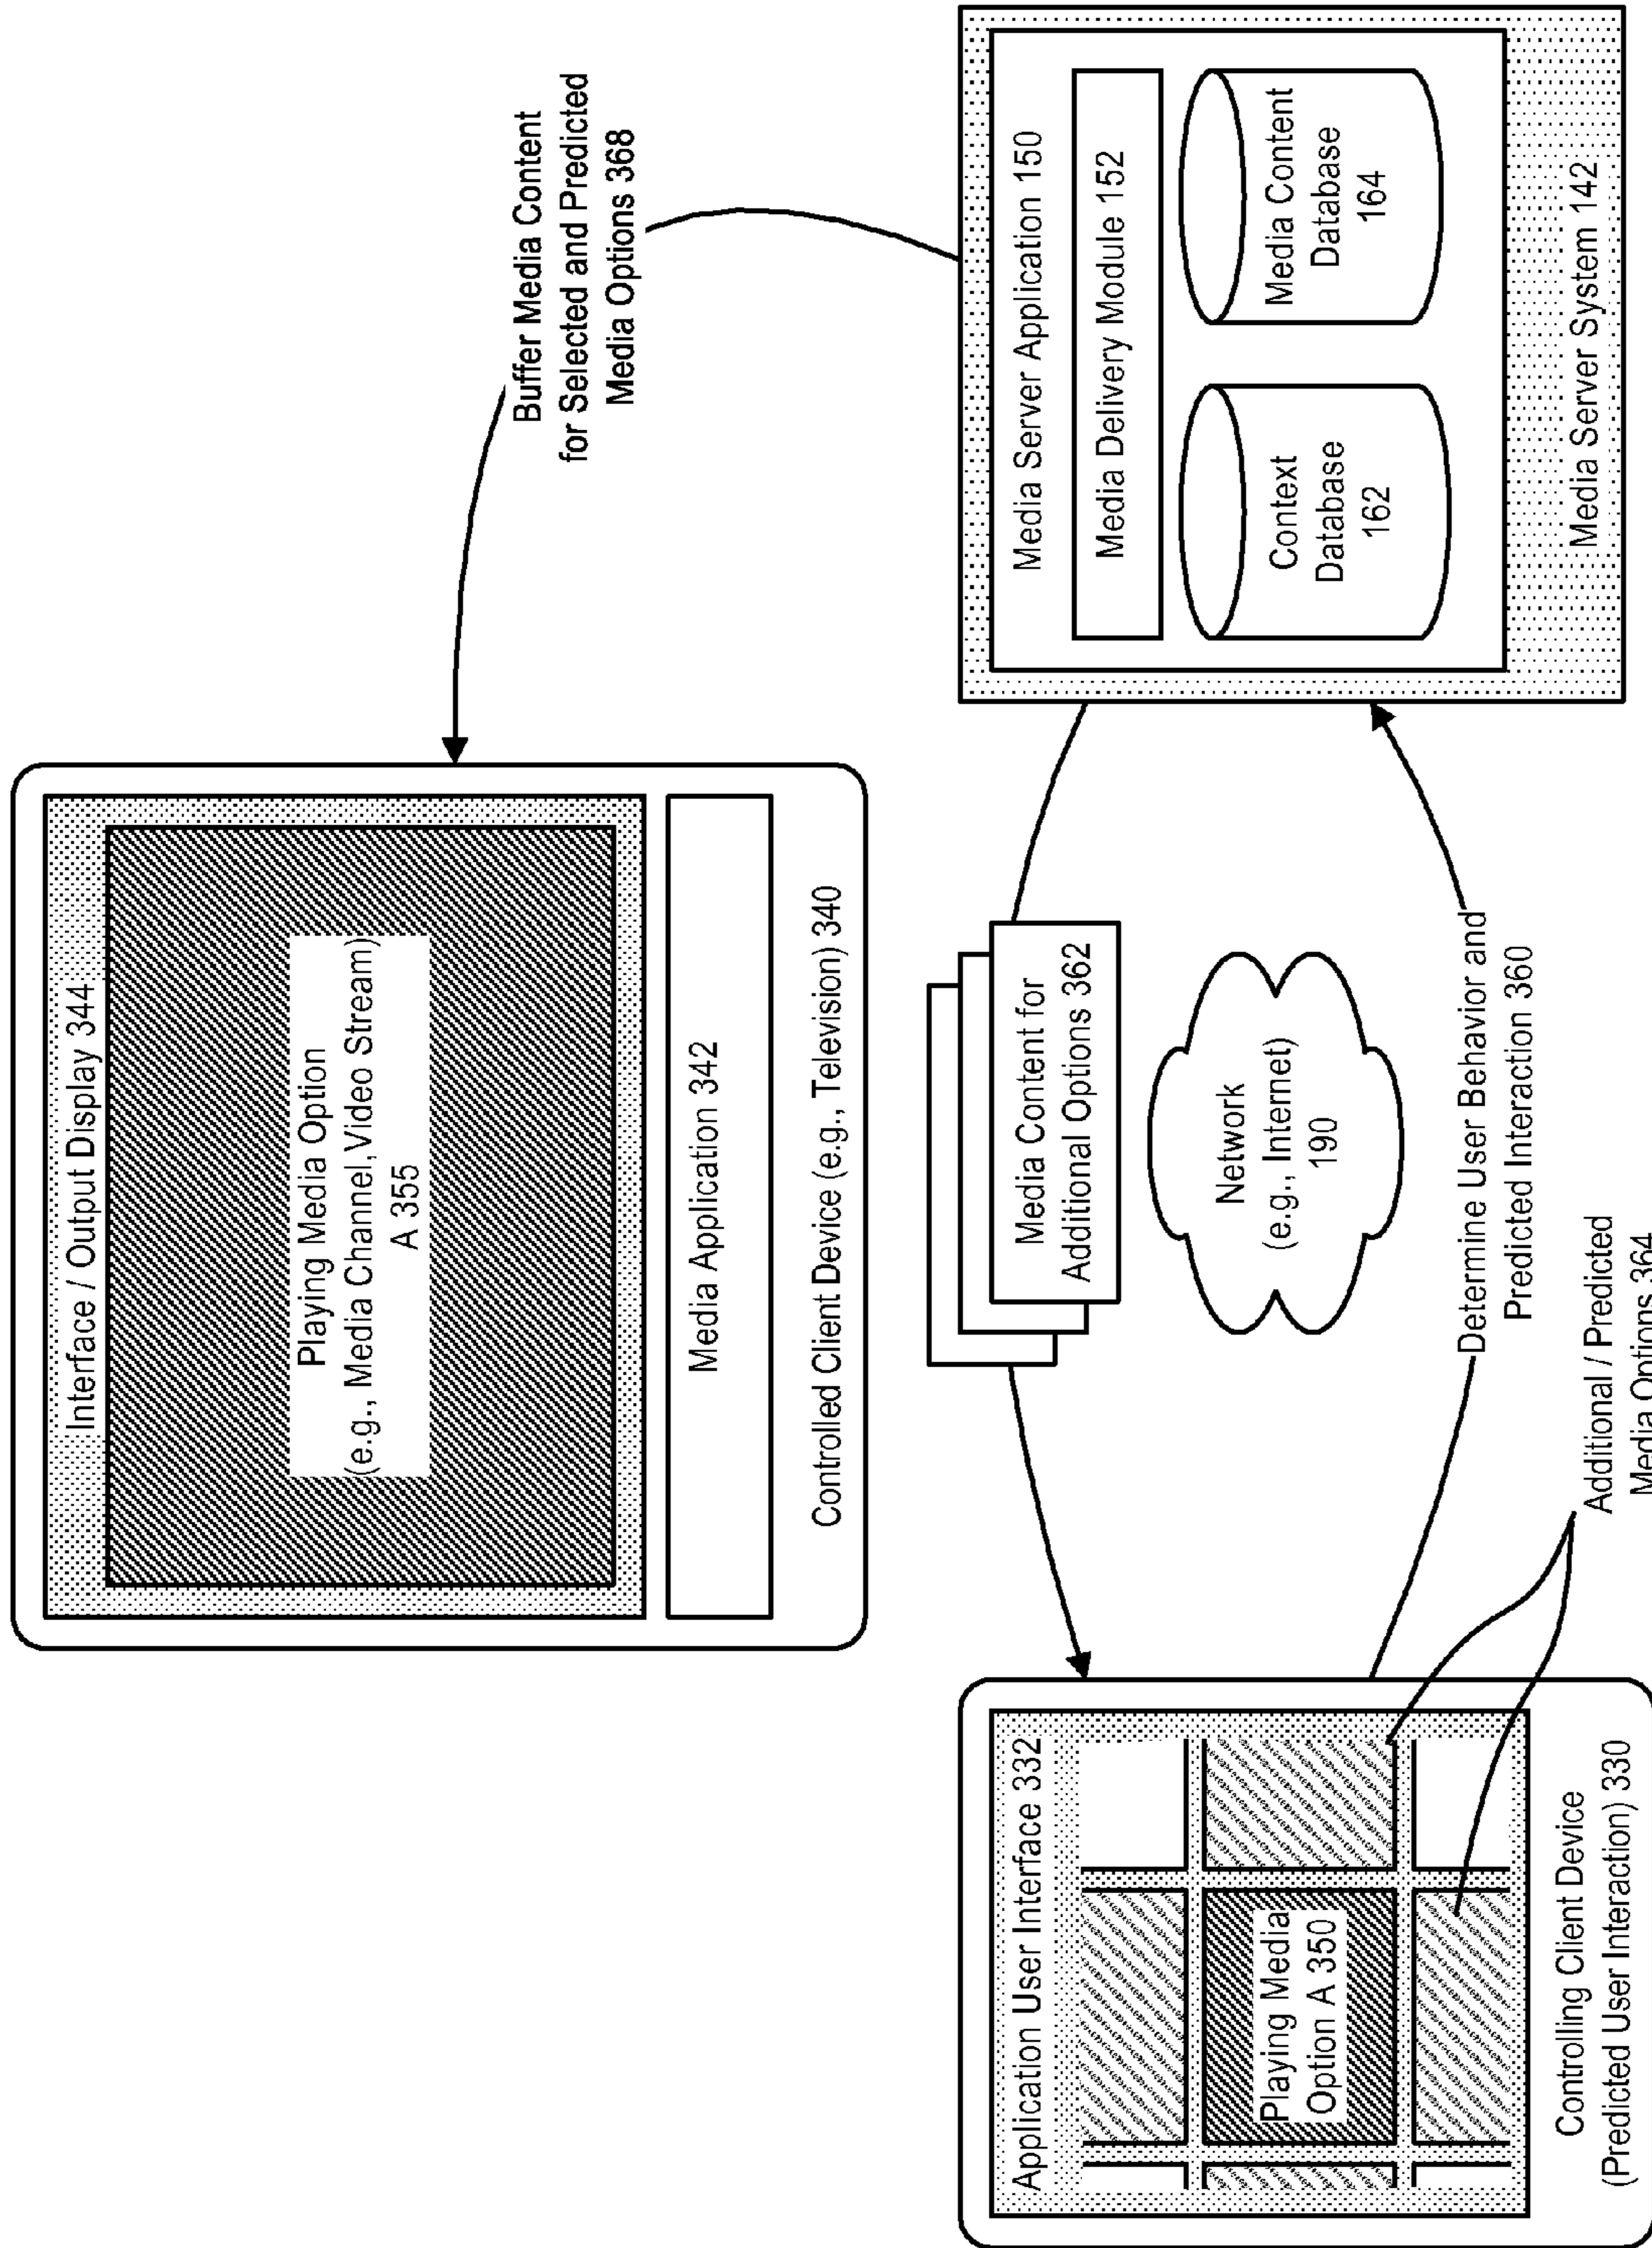 Interface / Output Display 344
Playing Media Option
(e.g., Media Channel,Video Stream)
A 355
Media Application 342
Controlled Client Device (e.g., Television) 340
Buffer Media Content
for Selected and Predicted
Media Options 368
Application User Interface 332
Playing Media
Option A 350
Controlling Client Device
(Predicted User Interaction) 330
Media Content for
Additional Options 362
Network
(e.g., Internet)
190
Determine User Behavior and
Predicted Interaction 360
Additional / Predicted
Media Options 364
Media Server Application 150
Media Delivery Module 152
Context
Database
162
Media Content
Database
164
Media Server System 142